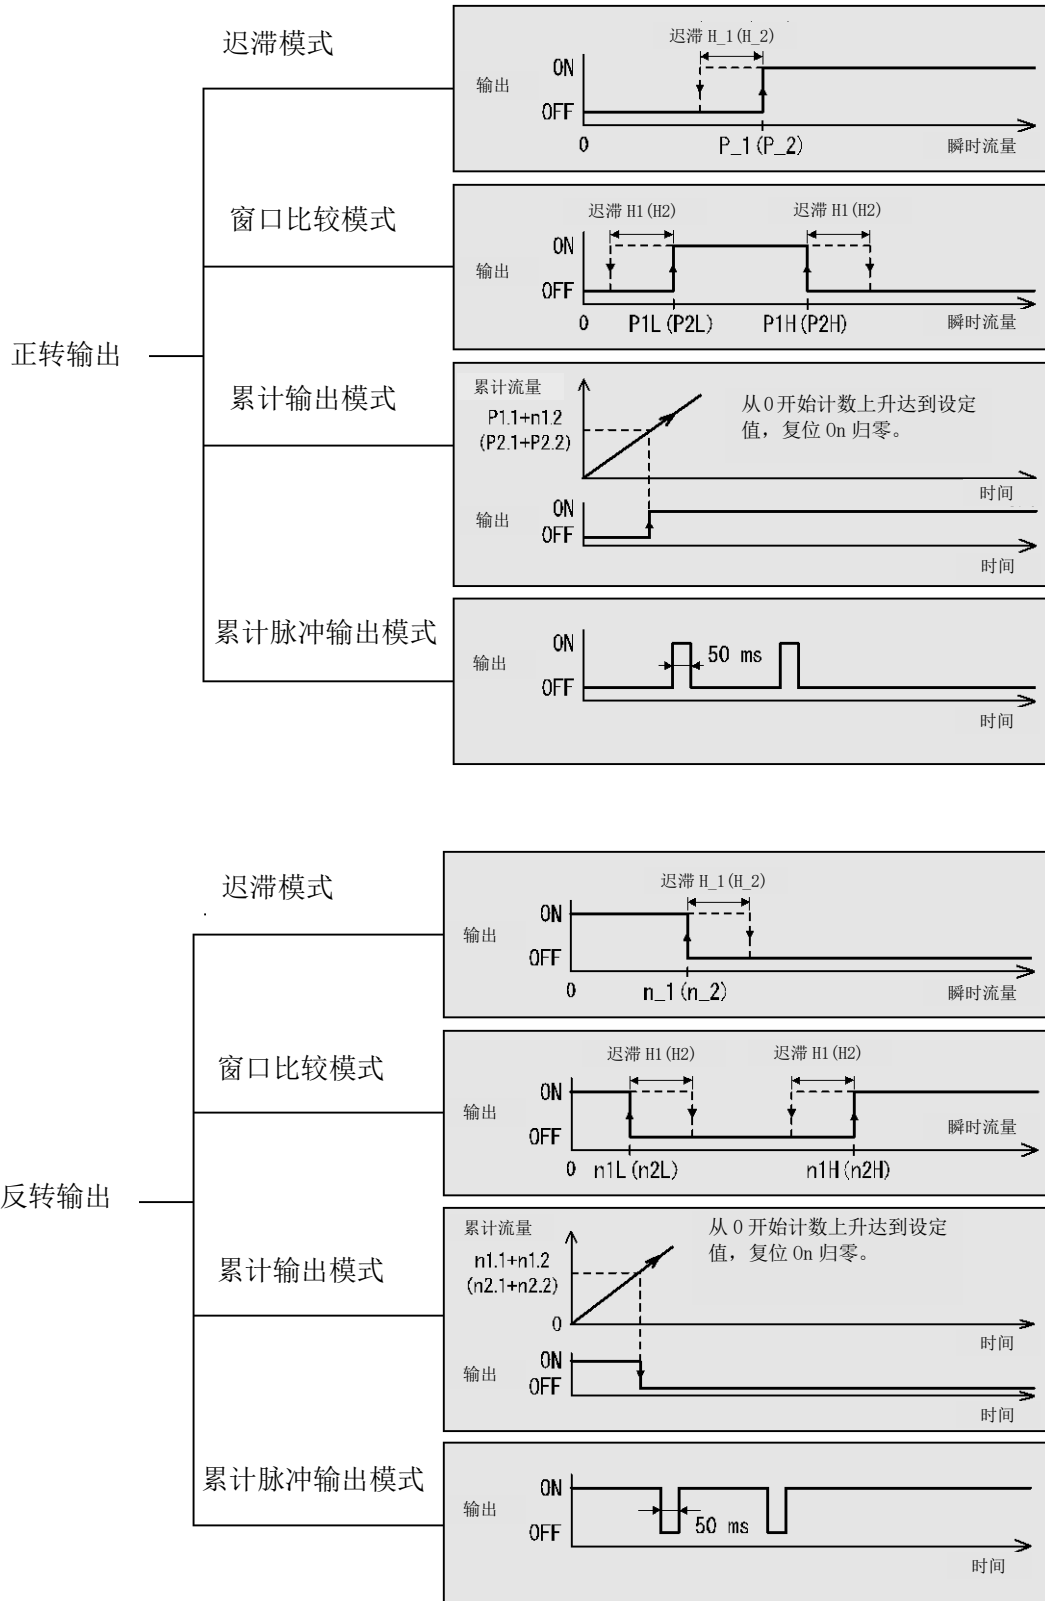 正转输出
迟滞模式
迟滞 H_1(H_2)
输出
ON
OFF
0
P_1(P_2)
瞬时流量
窗口比较模式
迟滞 H1(H2)
迟滞 H1(H2)
输出
ON
OFF
0
P1L(P2L)
P1H(P2H)
瞬时流量
累计输出模式
累计流量
P1.1+n1.2
(P2.1+P2.2)
从0开始计数上升达到设定
值，复位 On 归零。
时间
输出
ON
OFF
时间
累计脉冲输出模式
输出
ON
OFF
50 ms
时间
反转输出
迟滞模式
迟滞 H_1(H_2)
输出
ON
OFF
0
n_1(n_2)
瞬时流量
窗口比较模式
迟滞 H1(H2)
迟滞 H1(H2)
输出
ON
OFF
瞬时流量
0
n1L(n2L)
n1H(n2H)
累计输出模式
累计流量
n1.1+n1.2
(n2.1+n2.2)
0
从 0 开始计数上升达到设定
值，复位 On 归零。
时间
输出
ON
OFF
时间
累计脉冲输出模式
输出
ON
OFF
50 ms
时间